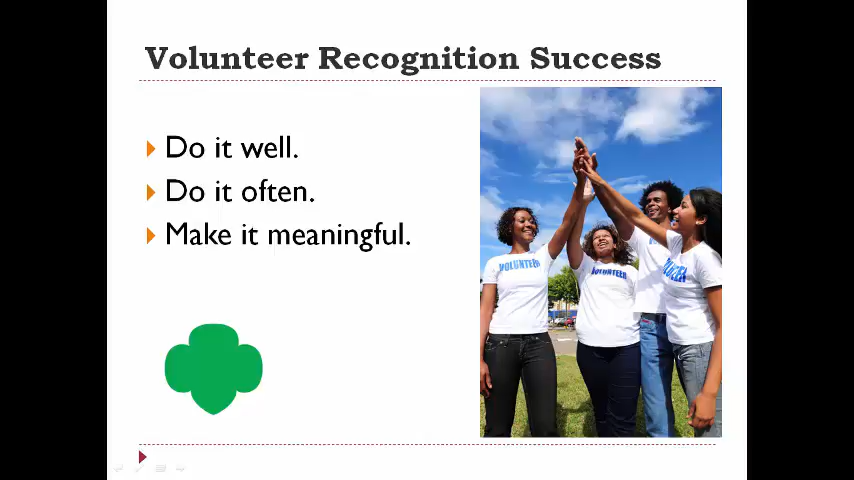 Volunteer Recognition Success
Do it well.
Do it often.
Make it meaningful.
VOLUNTEER
VOLUNTEER